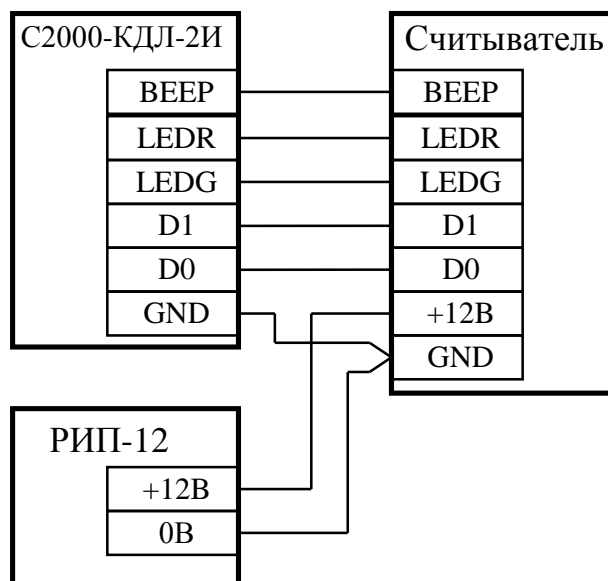 С2000-КДЛ-2И
BEEP
LEDR
LEDG
D1
D0
GND
Считыватель
BEEP
LEDR
LEDG
D1
D0
+12В
GND
РИП-12
+12В
0В